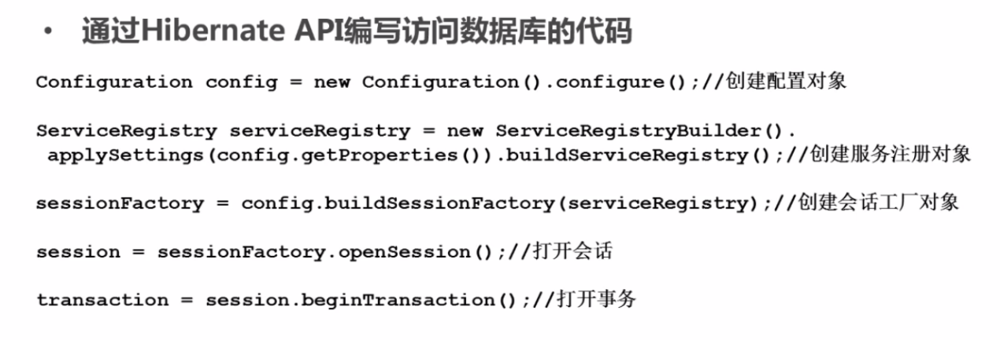 • 通过Hibernate API编写访问数据库的代码
Configuration config = new Configuration().configure();//创建配置对象
ServiceRegistry serviceRegistry = new ServiceRegistryBuilder().
applySettings(config.getProperties()).buildServiceRegistry();//创建服务注册对象
sessionFactory = config.buildSessionFactory(serviceRegistry);//创建会话工厂对象
session = sessionFactory.openSession();//打开会话
transaction = session.beginTransaction();//打开事务